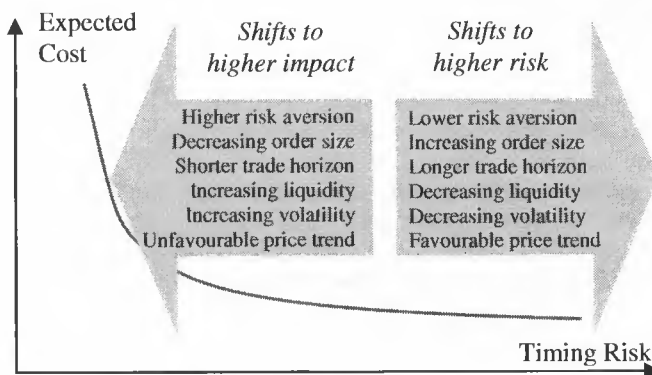 Expected
Cost
Shifts to
higher impact
Shifts to
higher risk
Higher risk aversion
Decreasing order size
Shorter trade horizon
Increasing liquidity
Increasing volatility
Unfavourable price trend
Lower risk aversion
Increasing order size
Longer trade horizon
Decreasing liquidity
Decreasing volatility
Favourable price trend
Timing Risk